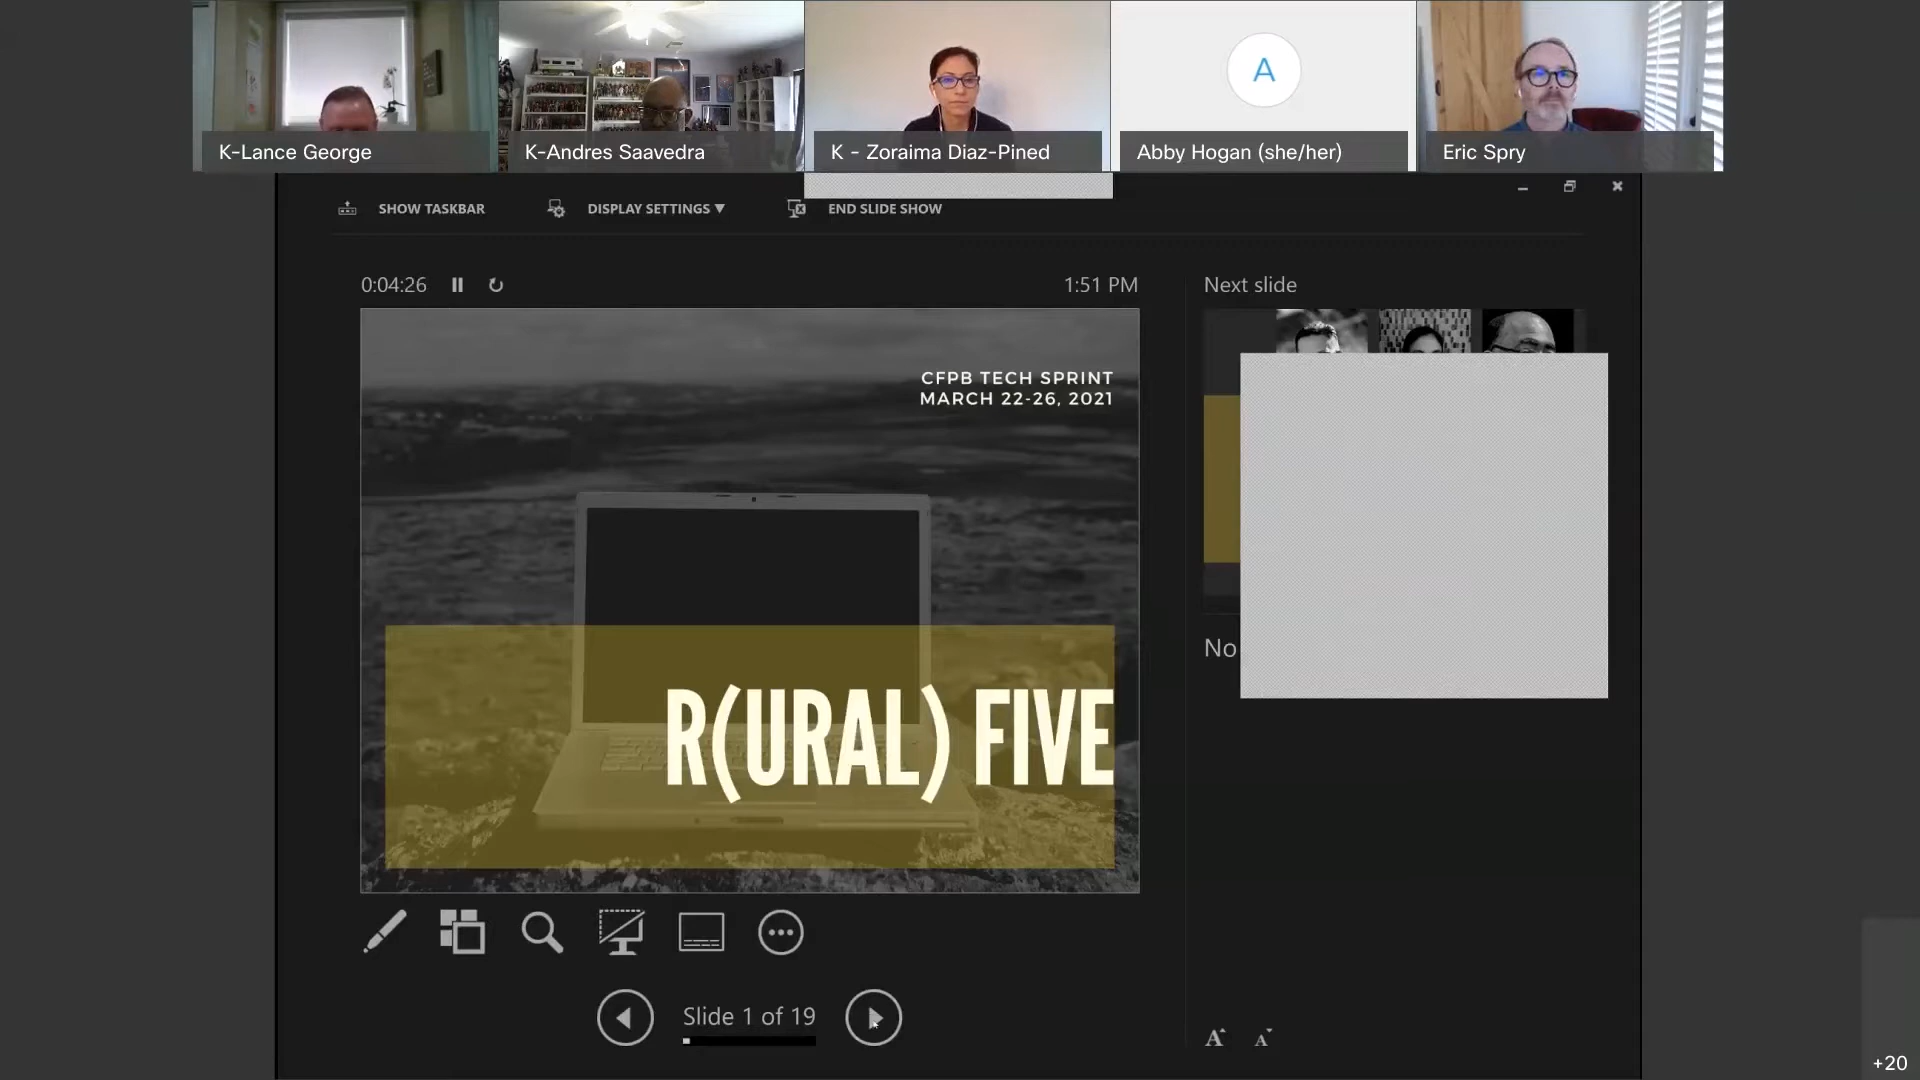 K-Lance George
K-Andres Saavedra
K - Zoraima Diaz-Pined
A
Abby Hogan (she/her)
Eric Spry
SHOW TASKBAR
DISPLAY SETTINGS ▼
END SLIDE SHOW
0:04:26
1:51 PM
Next slide
CFPB TECH SPRINT
MARCH 22-26, 2021
R(URAL) FIVE
No
Slide 1 of 19
A
A
+20